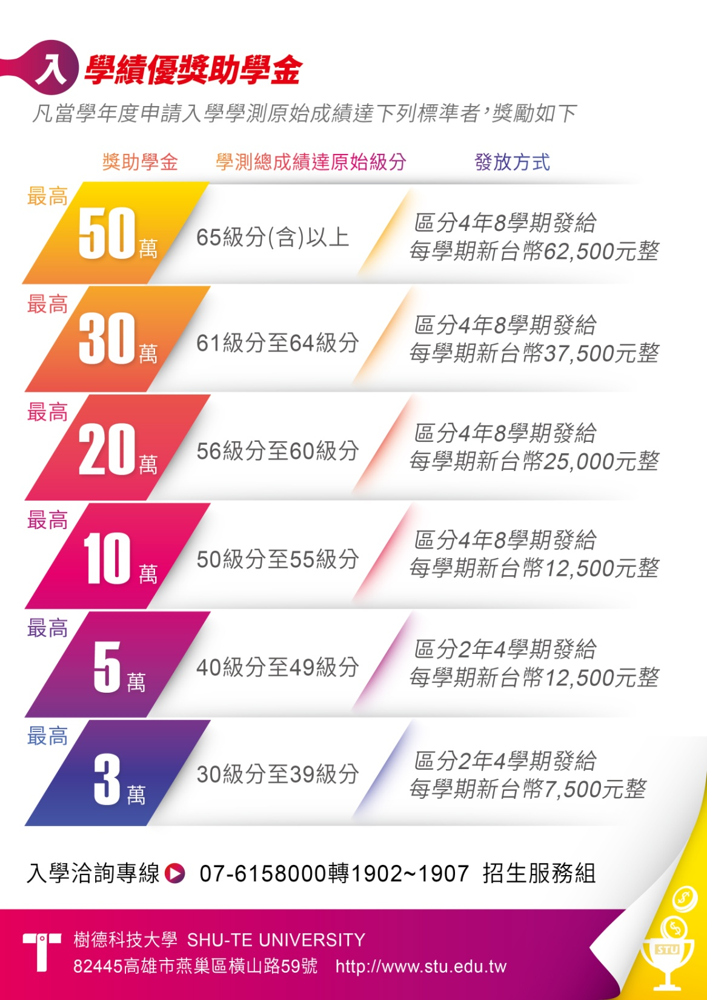 入學績優獎助學金
凡當學年度申請入學學測原始成績達下列標準者,獎勵如下
獎助學金 學測總成績達原始級分 發放方式
最高
50萬
65級分(含)以上
區分4年8學期發給
每學期新台幣62,500元整
最高
30萬
61級分至64級分
區分4年8學期發給
每學期新台幣37,500元整
最高
20萬
56級分至60級分
區分4年8學期發給
每學期新台幣25,000元整
最高
10萬
50級分至55級分
區分4年8學期發給
每學期新台幣12,500元整
最高
5萬
40級分至49級分
區分2年4學期發給
每學期新台幣12,500元整
最高
3萬
30級分至39級分
區分2年4學期發給
每學期新台幣7,500元整
入學洽詢專線 07-6158000轉1902~1907 招生服務組
樹德科技大學 SHU-TE UNIVERSITY
82445高雄市燕巢區橫山路59號 http://www.stu.edu.tw
$
$
STU